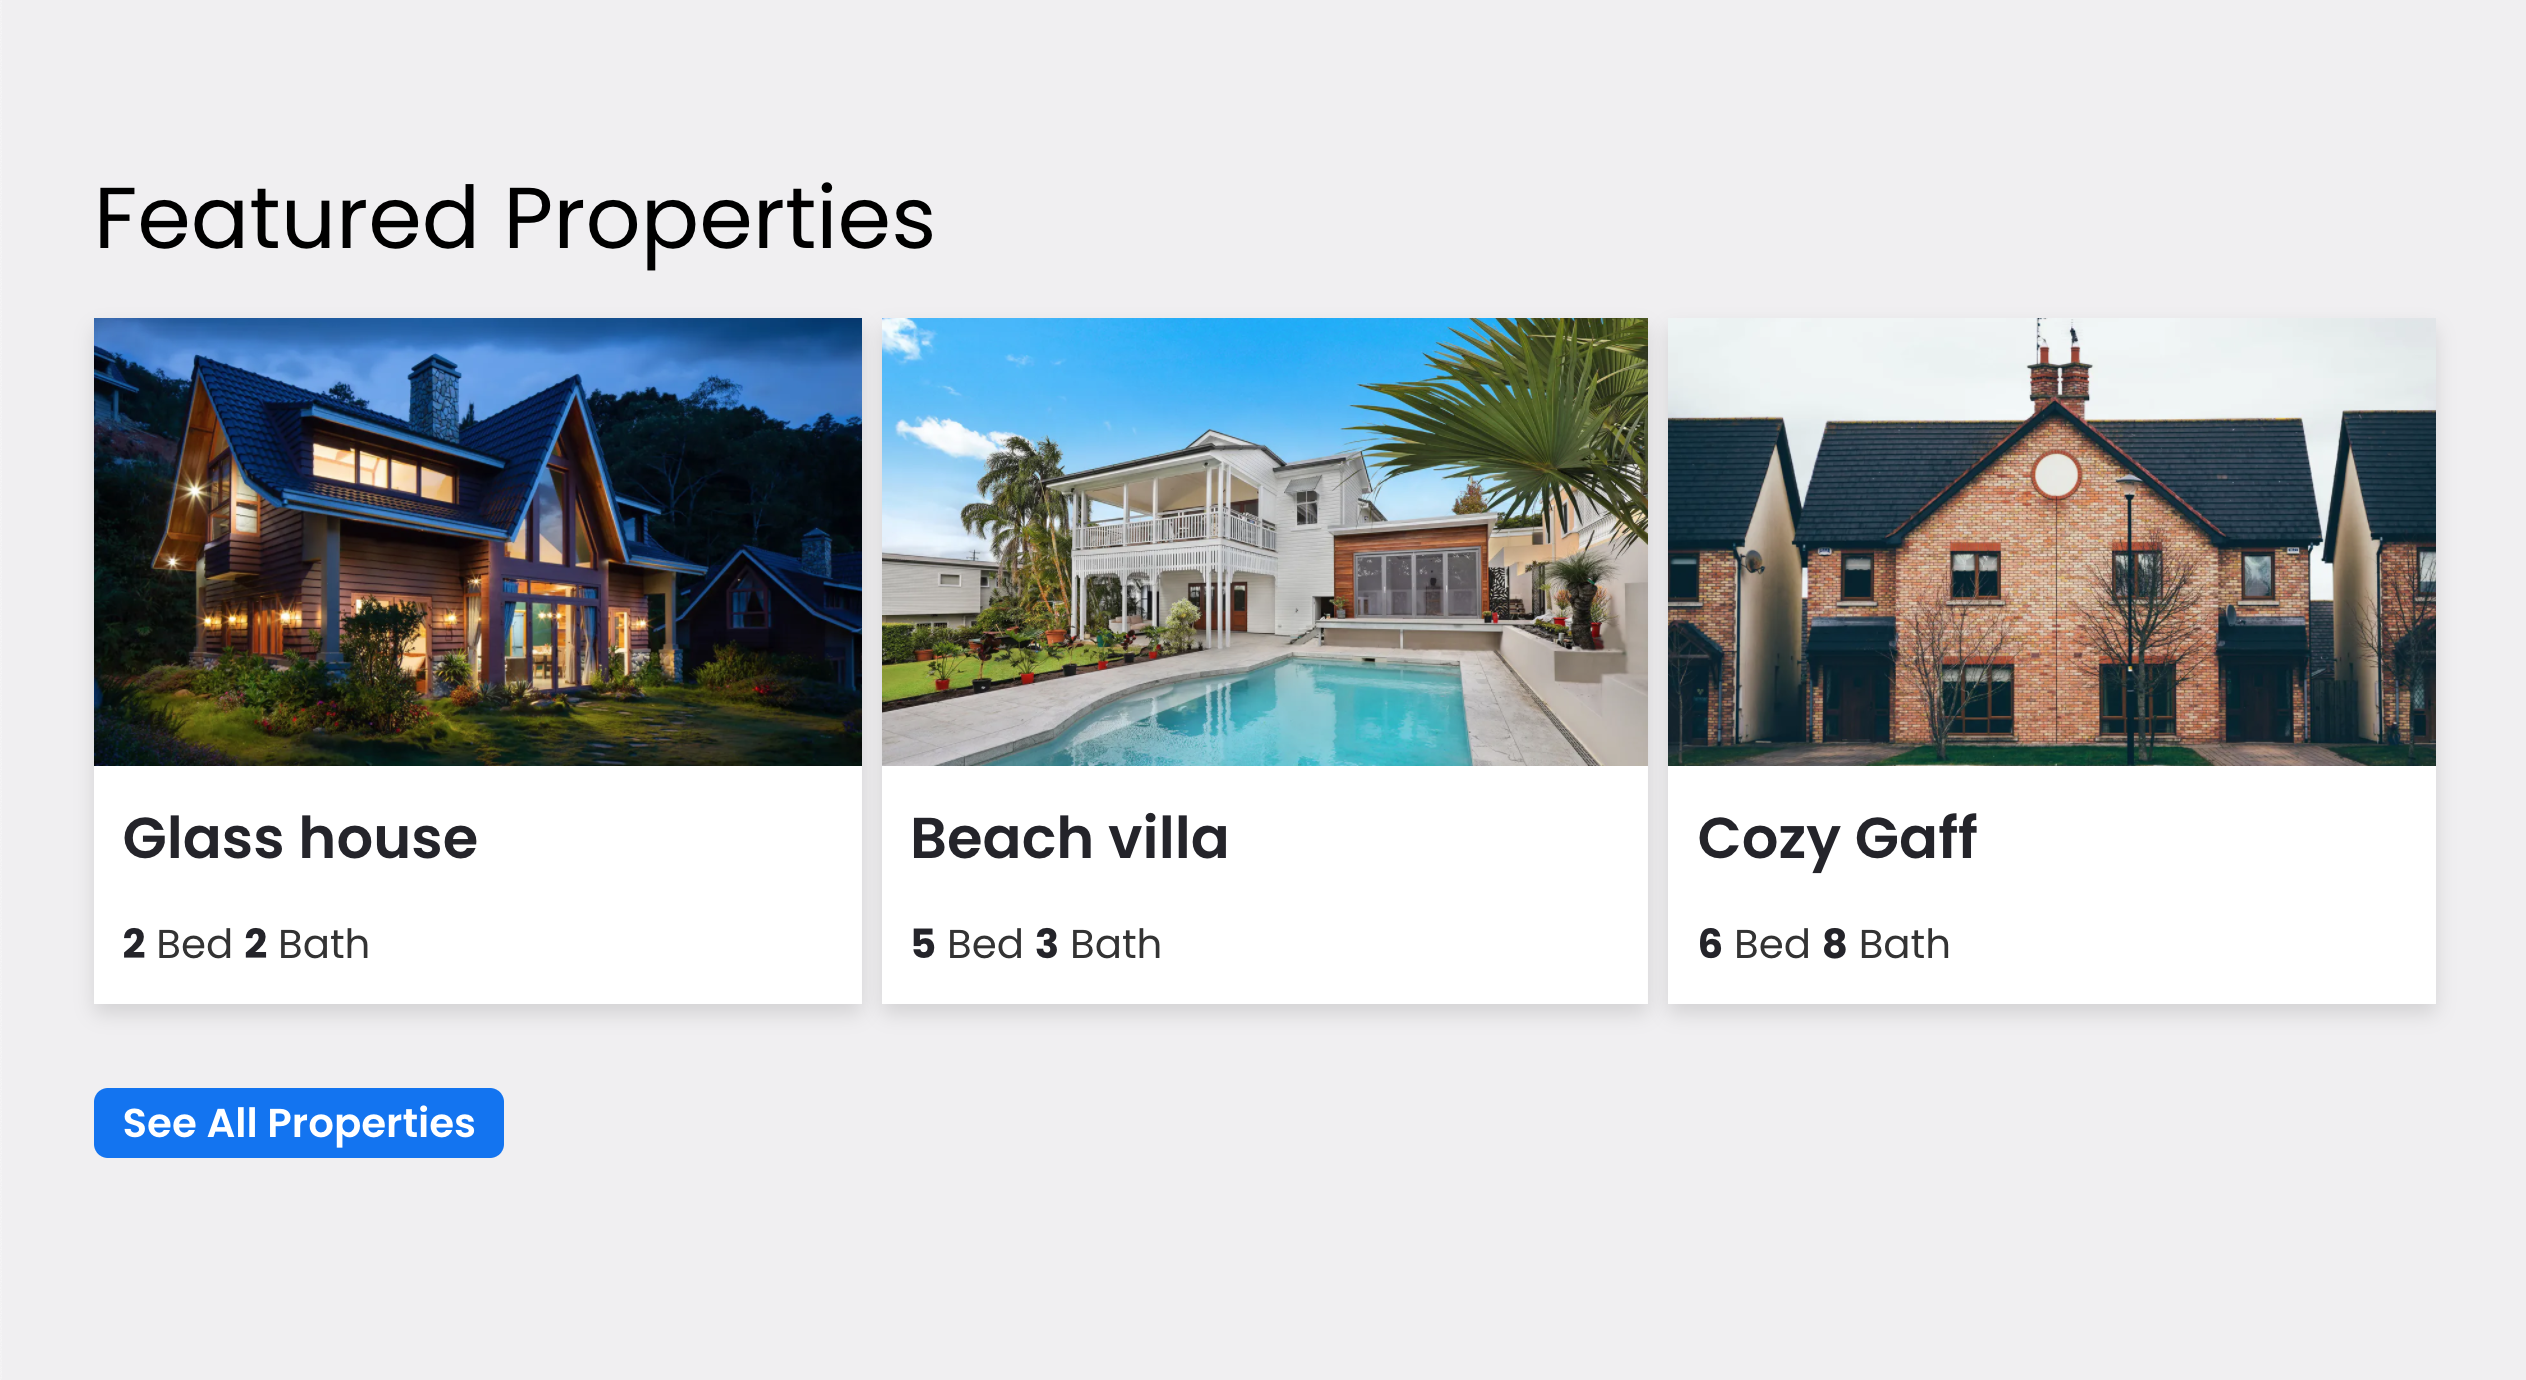 Featured Properties
Glass house
2 Bed 2 Bath
Beach villa
5 Bed 3 Bath
Cozy Gaff
6 Bed 8 Bath
See All Properties